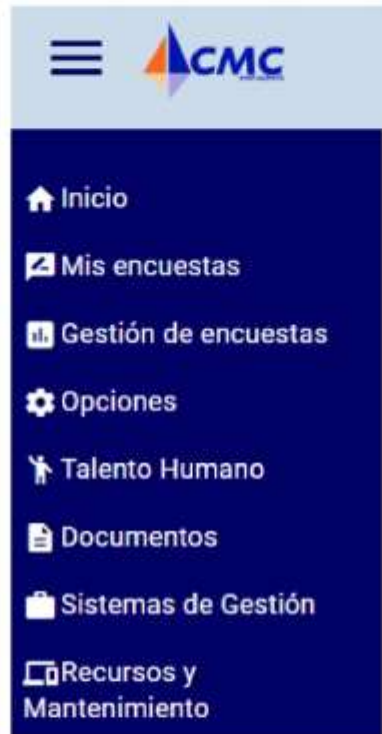 CMC
Inicio
Mis encuestas
Gestión de encuestas
Opciones
Talento Humano
Documentos
Sistemas de Gestión
Recursos y
Mantenimiento